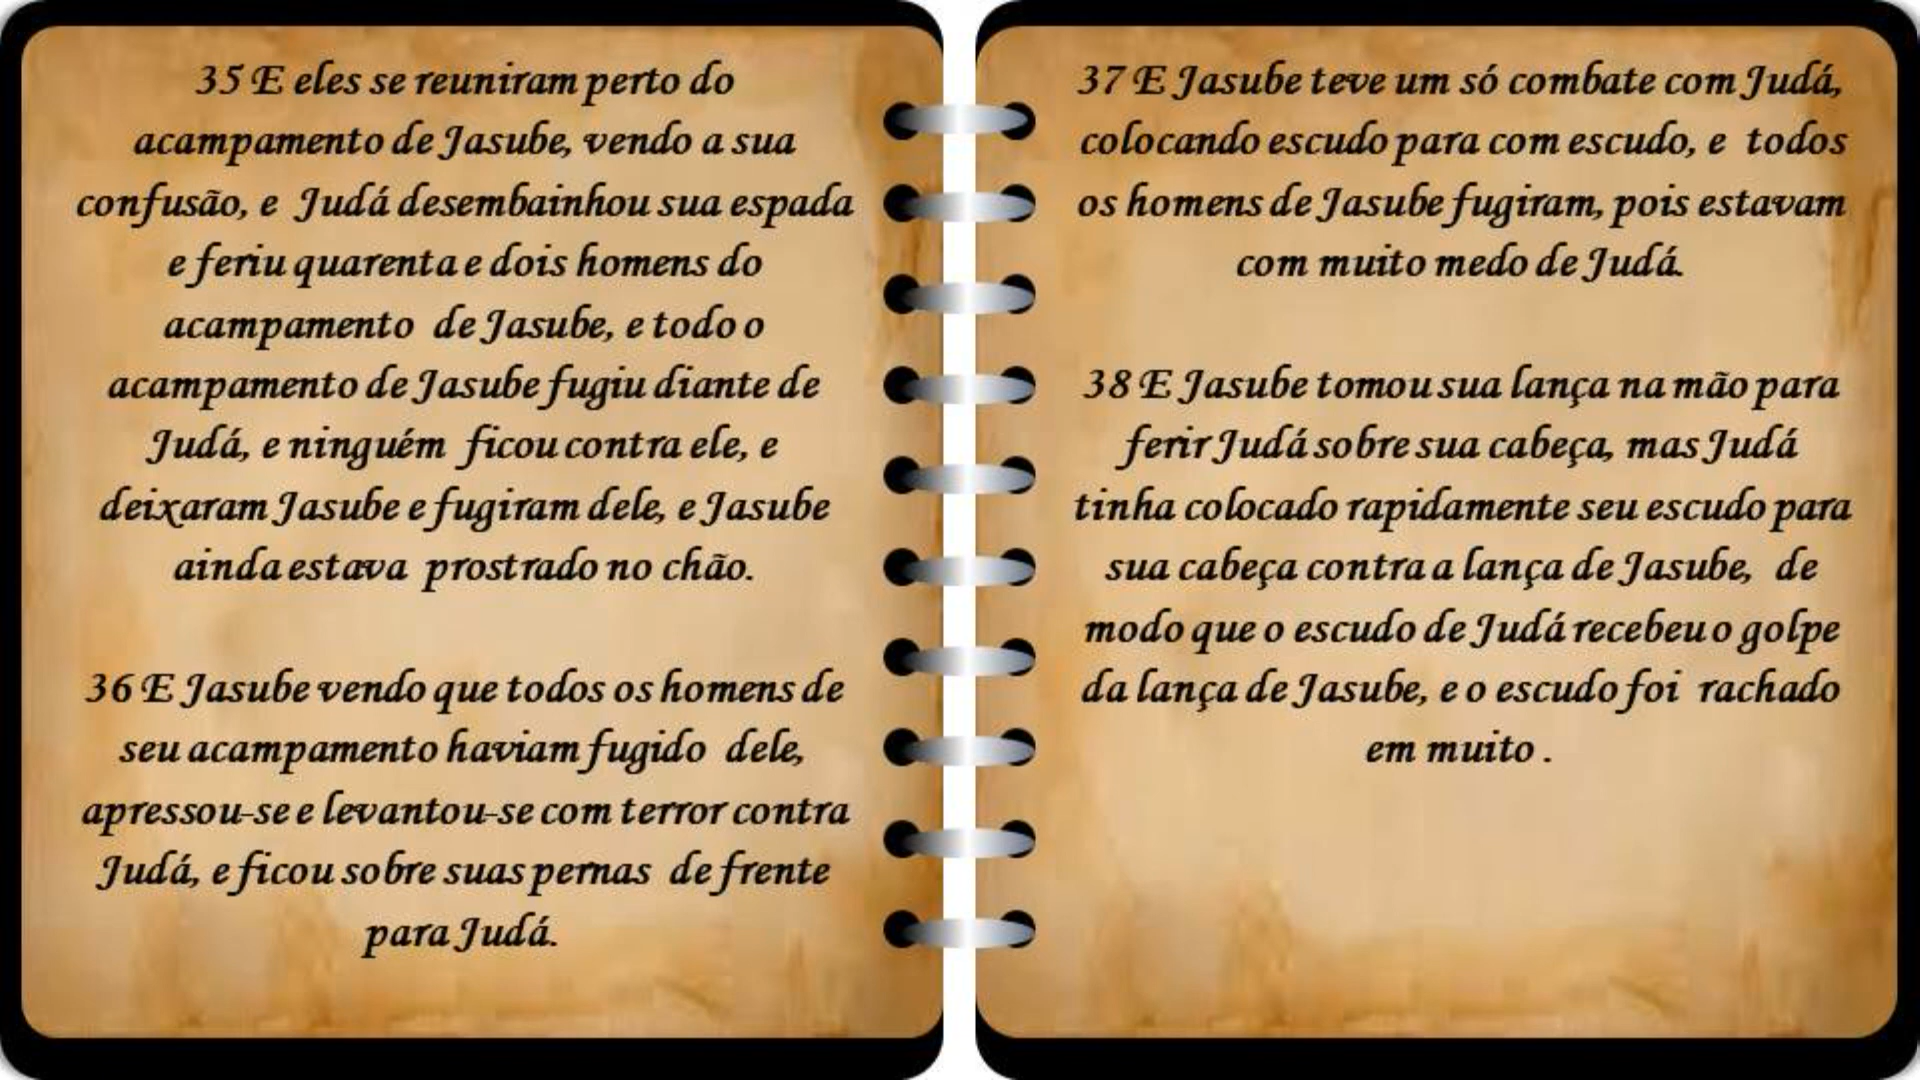 35 E eles se reuniram perto do
acampamento de Jasube, vendo a sua
confusão, e Judá desembainhou sua espada
e feriu quarenta e dois homens do
acampamento de Jasube, e todo o
acampamento de Jasube fugiu diante de
Judá, e ninguém ficou contra ele, e
deixaram Jasube e fugiram dele, e Jasube
ainda estava prostrado no chão.
36 E Jasube vendo que todos os homens de
seu acampamento haviam fugido dele,
apressou-se e levantou-se com terror contra
Judá, e ficou sobre suas pernas de frente
para Judá.
37 E Jasube teve um só combate com Judá,
colocando escudo para com escudo, e todos
os homens de Jasube fugiram, pois estavam
com muito medo de Judá.
38 E Jasube tomou sua lança na mão para
ferir Judá sobre sua cabeça, mas Judá
tinha colocado rapidamente seu escudo para
sua cabeça contra a lança de Jasube, de
modo que o escudo de Judá recebeu o golpe
da lança de Jasube, e o escudo foi rachado
em muito .